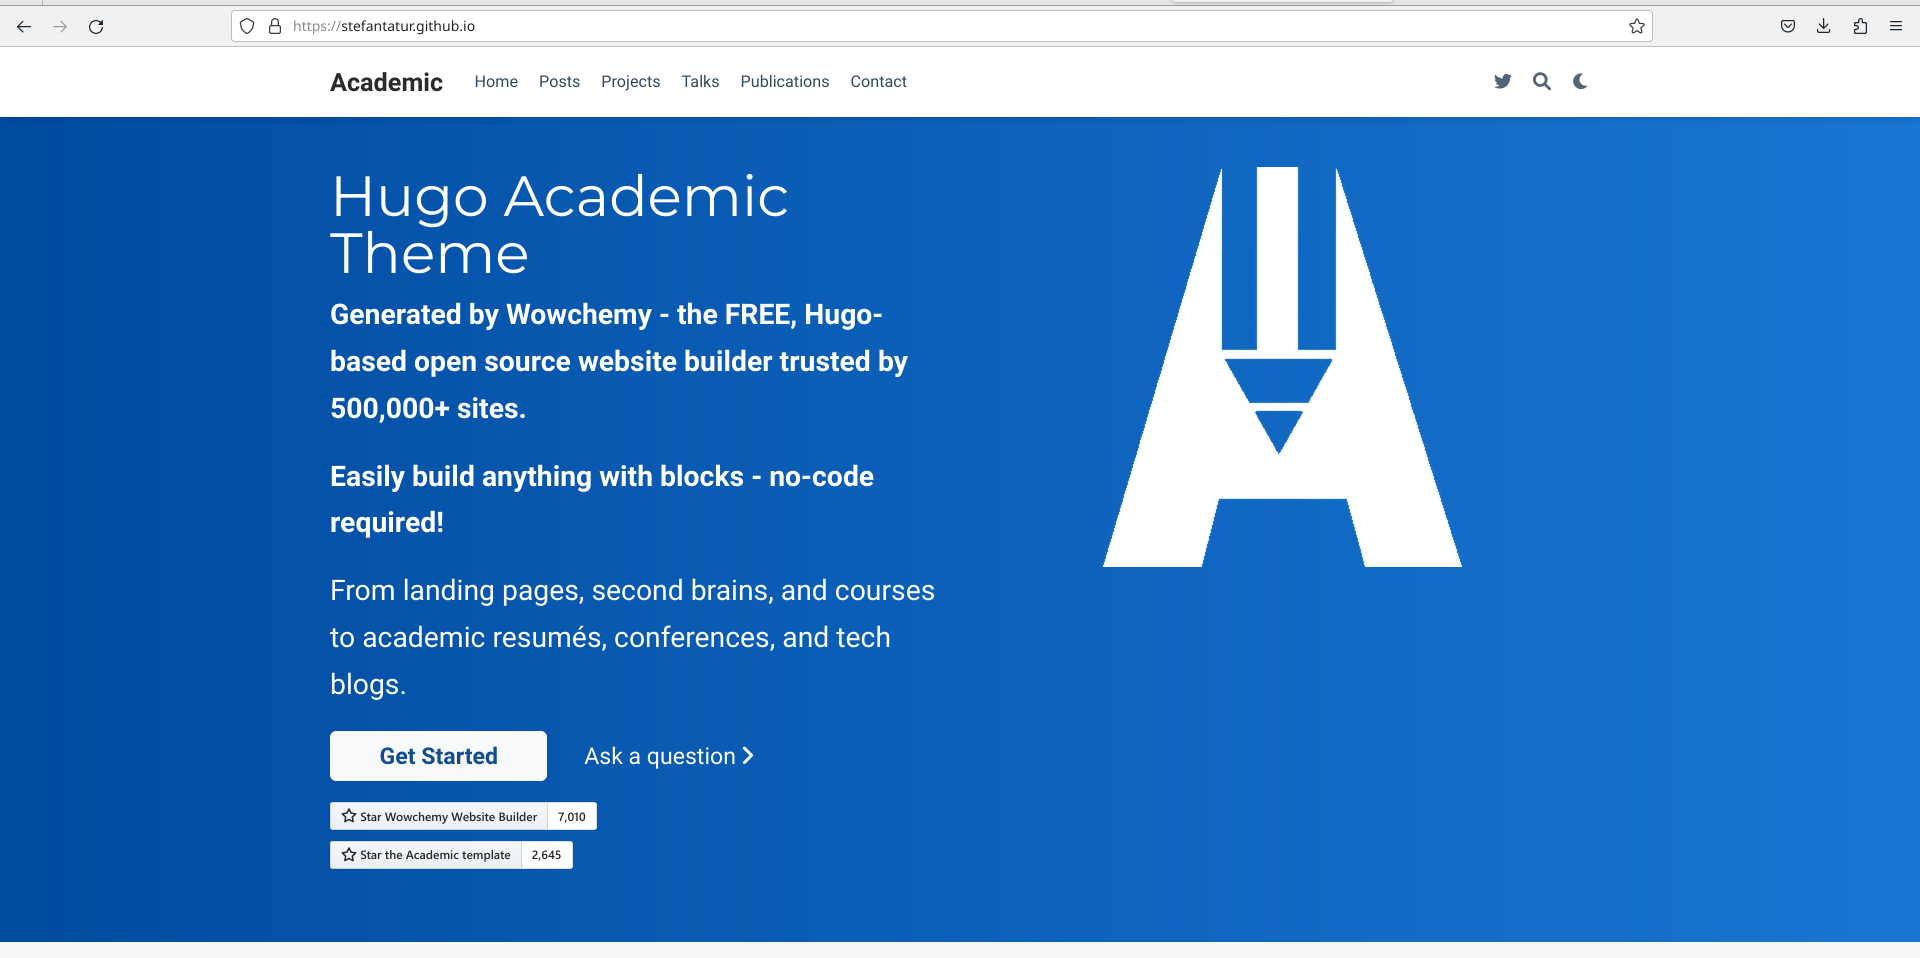 https://stefantatur.github.io
Academic Home Posts Projects Talks Publications Contact
Hugo Academic
Theme
Generated by Wowchemy - the FREE, Hugo-
based open source website builder trusted by
500,000+ sites.
Easily build anything with blocks - no-code
required!
From landing pages, second brains, and courses
to academic resumés, conferences, and tech
blogs.
Get Started Ask a question
Star Wowchemy Website Builder 7,010
Star the Academic template 2,645